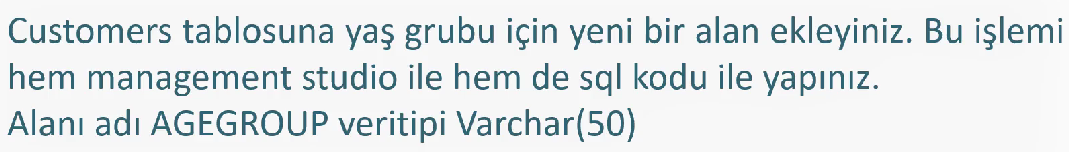 Customers tablosuna yaş grubu için yeni bir alan ekleyiniz. Bu işlemi
hem management studio ile hem de sql kodu ile yapınız.
Alanı adı AGEGROUP veritipi Varchar(50)